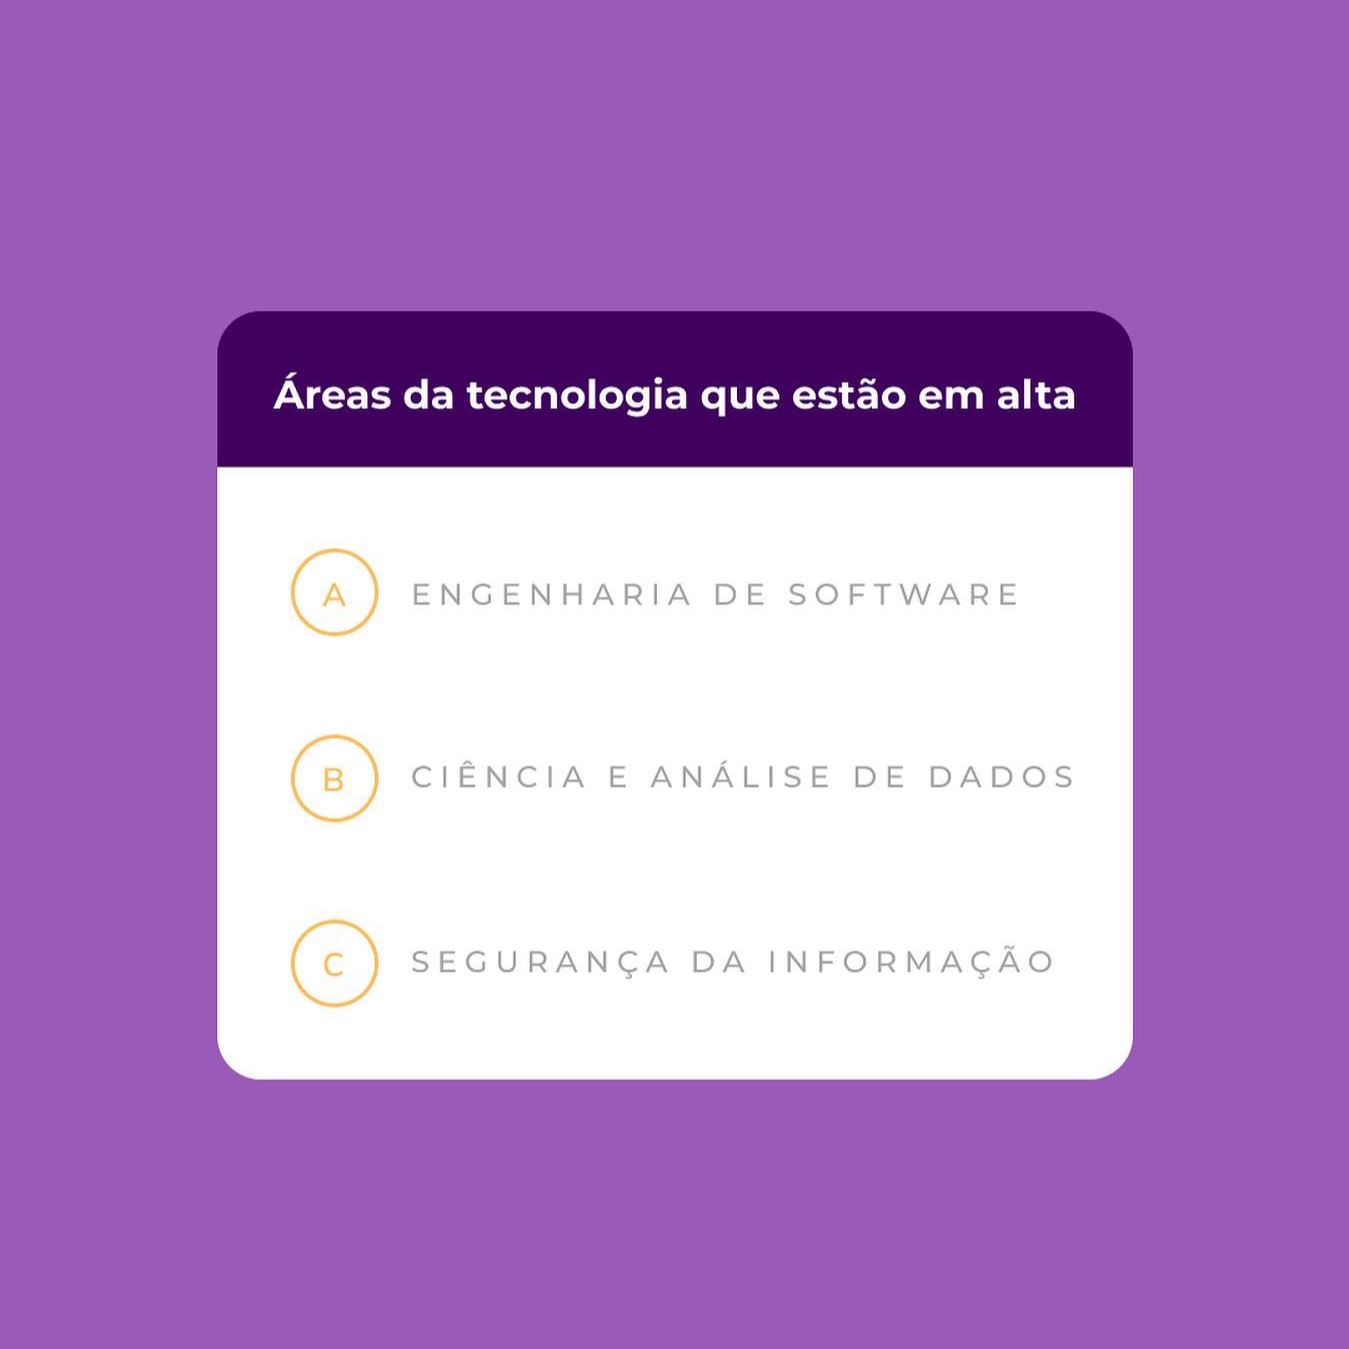 Áreas da tecnologia que estão em alta
A ENGENHARIA DE SOFTWARE
B CIÊNCIA E ANÁLISE DE DADOS
C SEGURANÇA DA INFORMAÇÃO